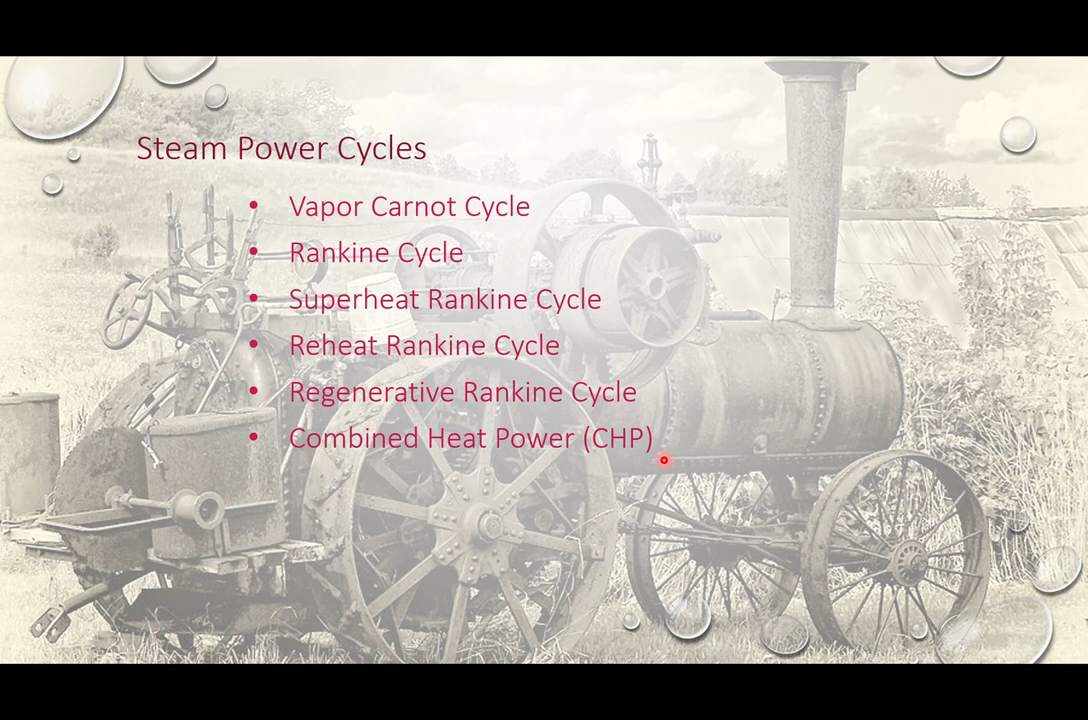 Steam Power Cycles
• Vapor Carnot Cycle
• Rankine Cycle
• Superheat Rankine Cycle
• Reheat Rankine Cycle
• Regenerative Rankine Cycle
• Combined Heat Power (CHP)